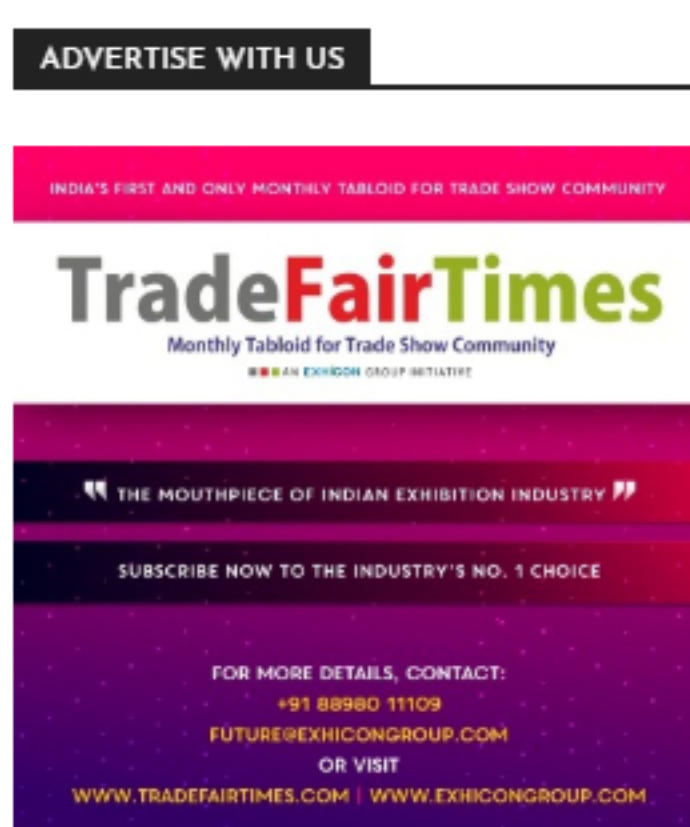 ADVERTISE WITH US
INDIA'S FIRST AND ONLY MONTHLY TABLOID FOR TRADE SHOW COMMUNITY
TradeFairTimes
Monthly Tabloid for Trade Show Community
AN EXHICON GROUP INITIATIVE
"THE MOUTHPIECE OF INDIAN EXHIBITION INDUSTRY"
SUBSCRIBE NOW TO THE INDUSTRY'S NO. 1 CHOICE
FOR MORE DETAILS, CONTACT:
+91 88980 11109
FUTURE@EXHICONGROUP.COM
OR VISIT
WWW.TRADEFAIRTIMES.COM | WWW.EXHICONGROUP.COM